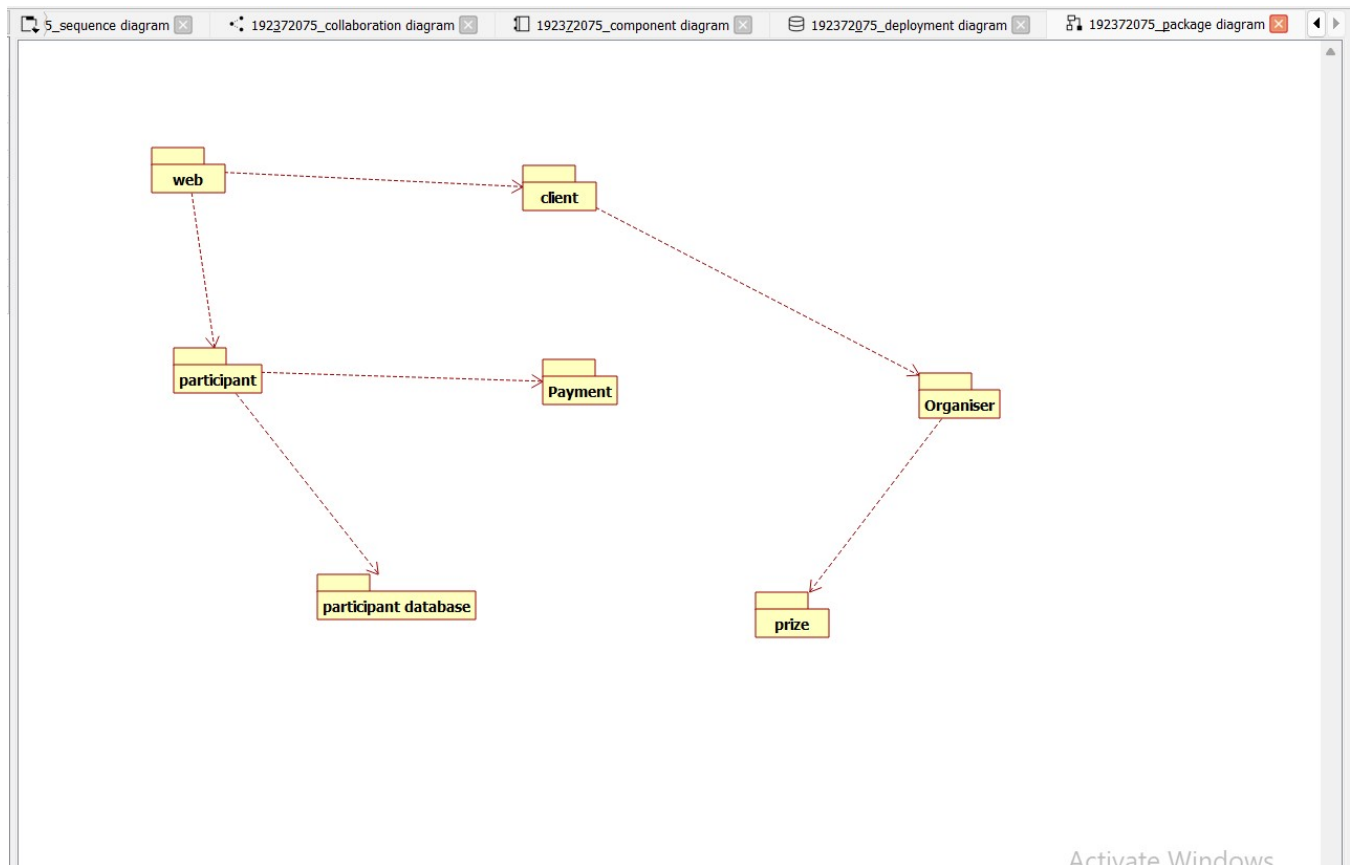 5_sequence diagram
192372075_collaboration diagram
192372075_component diagram
192372075_deployment diagram
192372075_package diagram
web
client
participant
Payment
Organiser
participant database
prize
Activate Windows